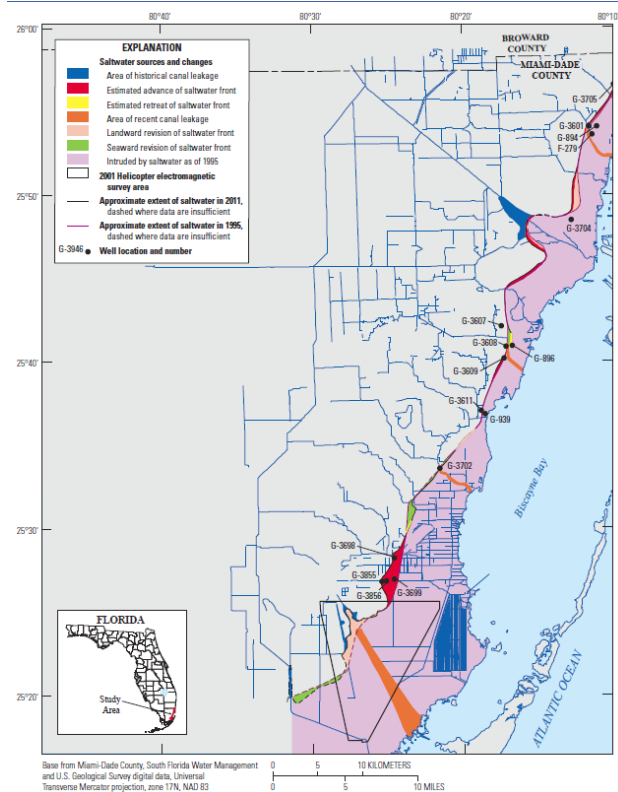 80°40'
80°30'
80°20'
80°10'
26°00'
BROWARD
COUNTY
MIAMI-DADE
COUNTY
EXPLANATION
Saltwater sources and changes
Area of historical canal leakage
Estimated advance of saltwater front
Estimated retreat of saltwater front
Area of recent canal leakage
Landward revision of saltwater front
Seaward revision of saltwater front
Intruded by saltwater as of 1995
2001 Helicopter electromagnetic
survey area
Approximate extent of saltwater in 2011,
dashed where data are insufficient
Approximate extent of saltwater in 1995,
dashed where data are insufficient
G-3946 Well location and number
G-3705
G-3601
G-894
F-279
25°50'
G-3704
G-3607
G-3608
G-896
25°40'
G-3609
G-3611
G-939
G-3702
Biscayne Bay
25°30'
G-3698
G-3855
G-3856
G-3699
FLORIDA
Study
Area
25°20'
ATLANTIC OCEAN
Base from Miami-Dade County, South Florida Water Management
and U.S. Geological Survey digital data, Universal
Transverse Mercator projection, zone 17N, NAD 83
0 5 10 KILOMETERS
0 5 10 MILES